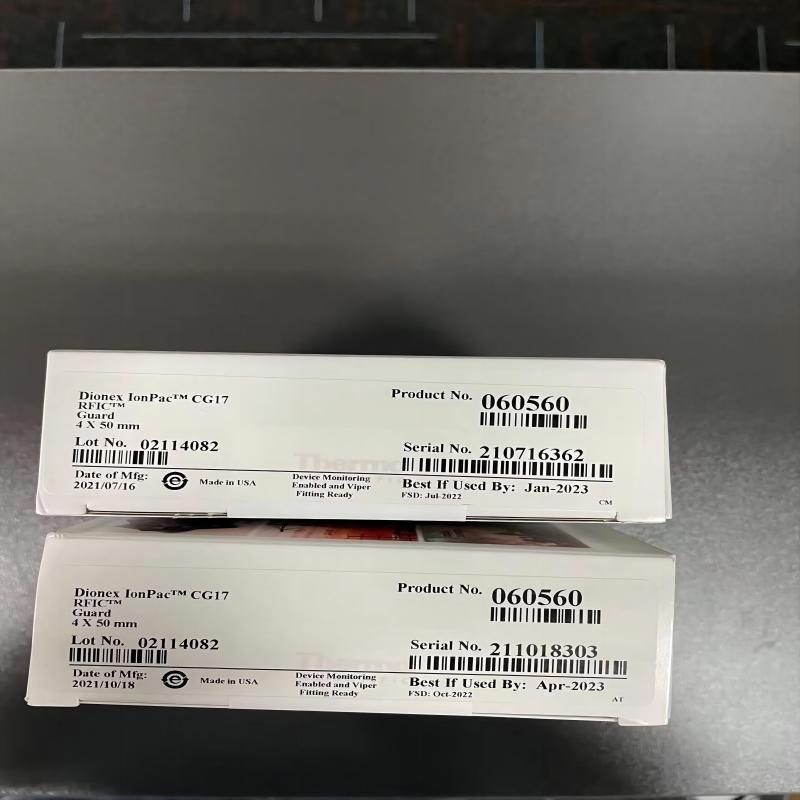 Dionex IonPac™ CG17
RFIC™
Guard
4 X 50 mm
Product No. 060560
Lot No. 02114082
Serial No. 210716362
Date of Mfg:
2021/07/16
e
Made in USA
Device Monitoring
Enabled and Viper
Fitting Ready
Best If Used By: Jan-2023
FSD: Jul-2022
CM
Thermo
Dionex IonPac™ CG17
RFIC™
Guard
4 X 50 mm
Product No. 060560
Lot No. 02114082
Serial No. 211018303
Date of Mfg:
2021/10/18
e
Made in USA
Device Monitoring
Enabled and Viper
Fitting Ready
Best If Used By: Apr-2023
FSD: Oct-2022
AT
Thermo